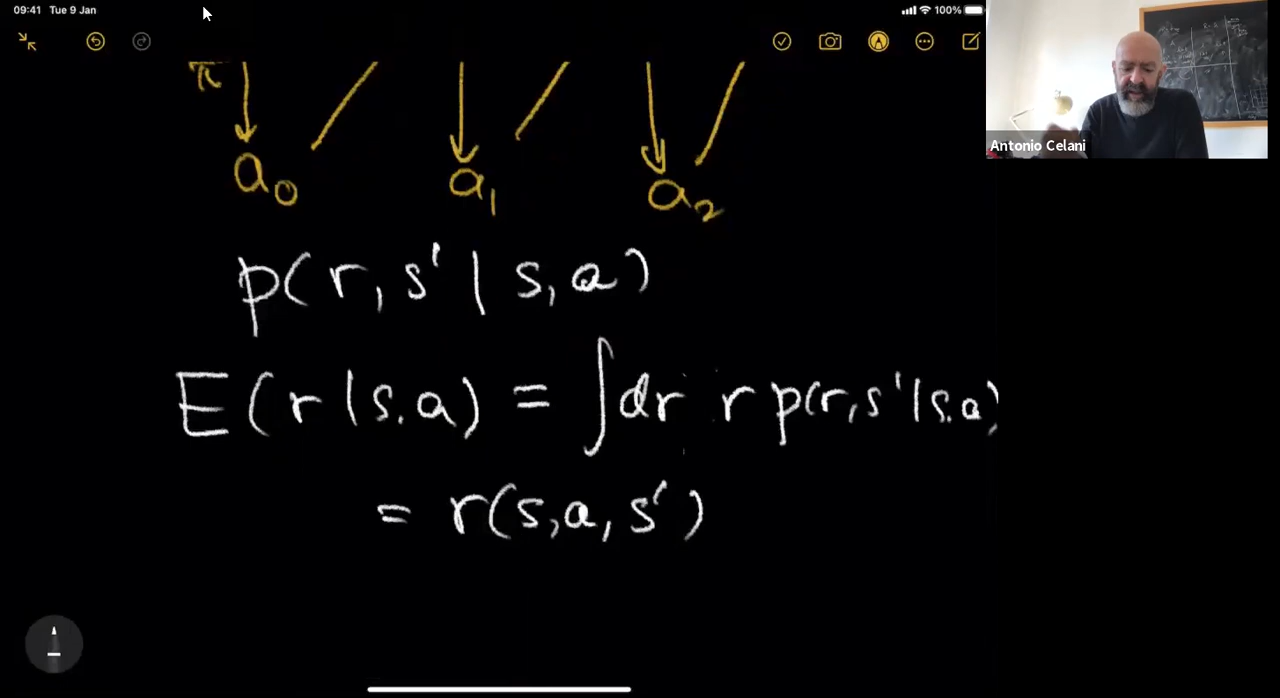 09:41 Tue 9 Jan
100%
Antonio Celani
π
a₀ a₁ a₂
p(r, s' | s, a)
E(r | s.a) = ∫dr r p(r, s' | s.a)
= r(s, a, s')